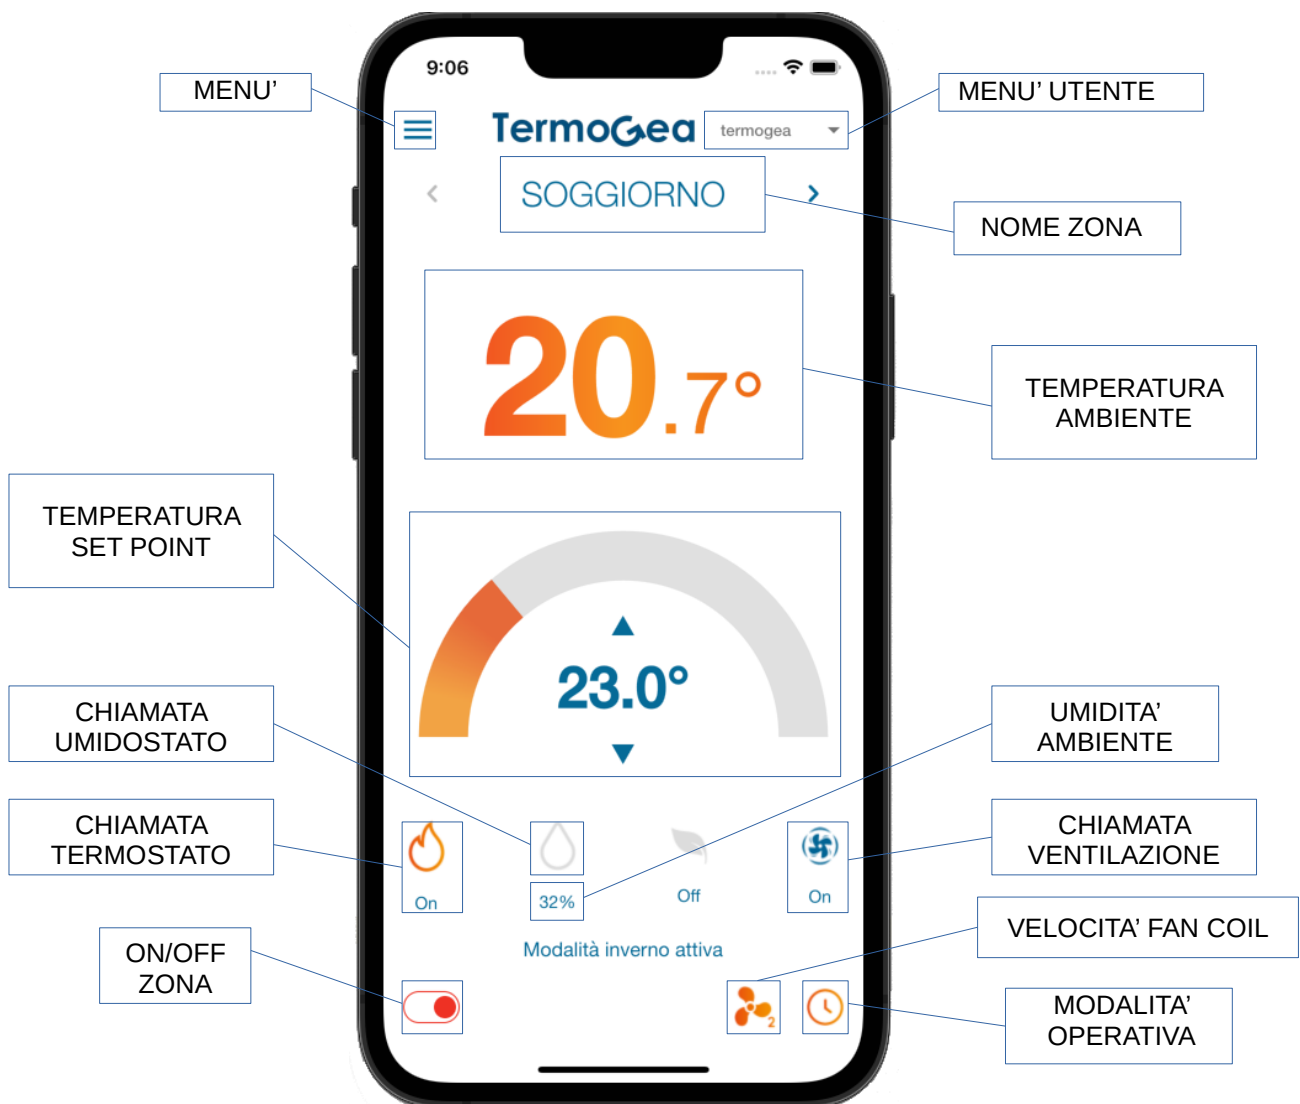 9:06
MENU’
MENU’ UTENTE
TermoGea
termogea
SOGGIORNO
NOME ZONA
20.7°
TEMPERATURA
AMBIENTE
TEMPERATURA
SET POINT
23.0°
CHIAMATA
UMIDOSTATO
UMIDITA’
AMBIENTE
CHIAMATA
TERMOSTATO
CHIAMATA
VENTILAZIONE
On
32%
Off
On
VELOCITA’ FAN COIL
Modalità inverno attiva
ON/OFF
ZONA
2
MODALITA’
OPERATIVA